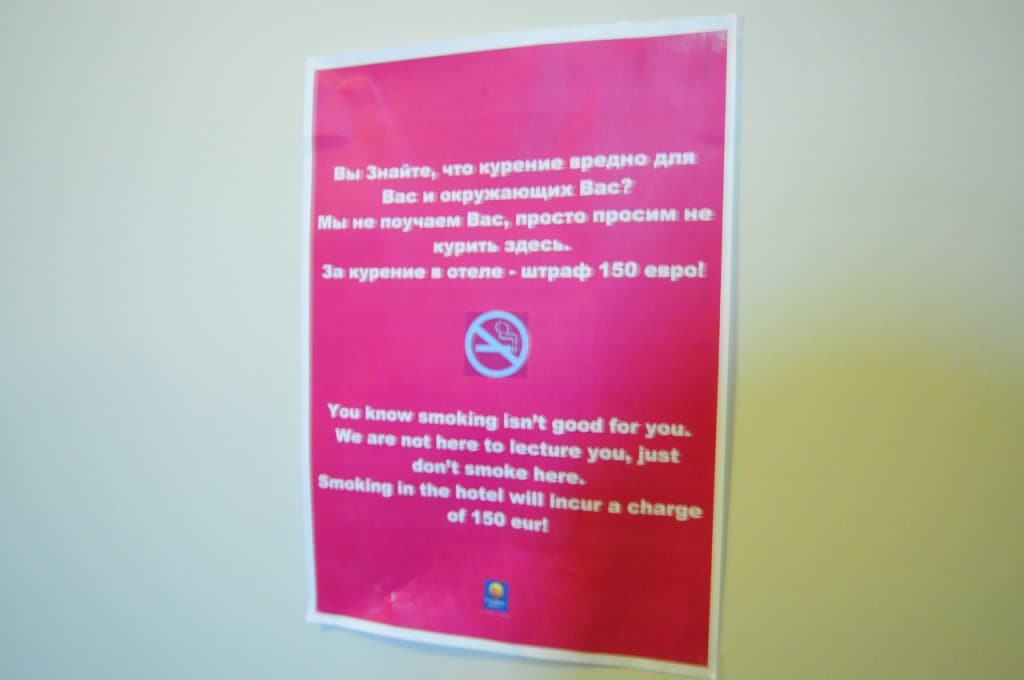 Вы Знайте, что курение вредно для
Вас и окружающих Вас?
Мы не поучаем Вас, просто просим не
курить здесь.
За курение в отеле - штраф 150 евро!
You know smoking isn't good for you.
We are not here to lecture you, just
don't smoke here.
Smoking in the hotel will incur a charge
of 150 eur!